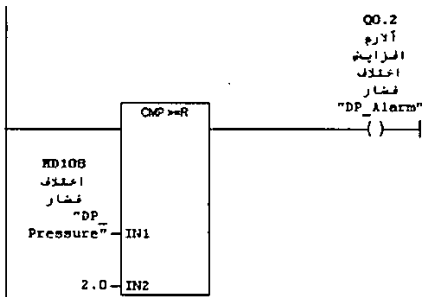 Q0.2
آلارم
افزایش
اختلاف
فشار
"DP_Alarm"
CMP >=R
MD108
اختلاف
فشار
"DP_
Pressure"
IN1
2.0
IN2